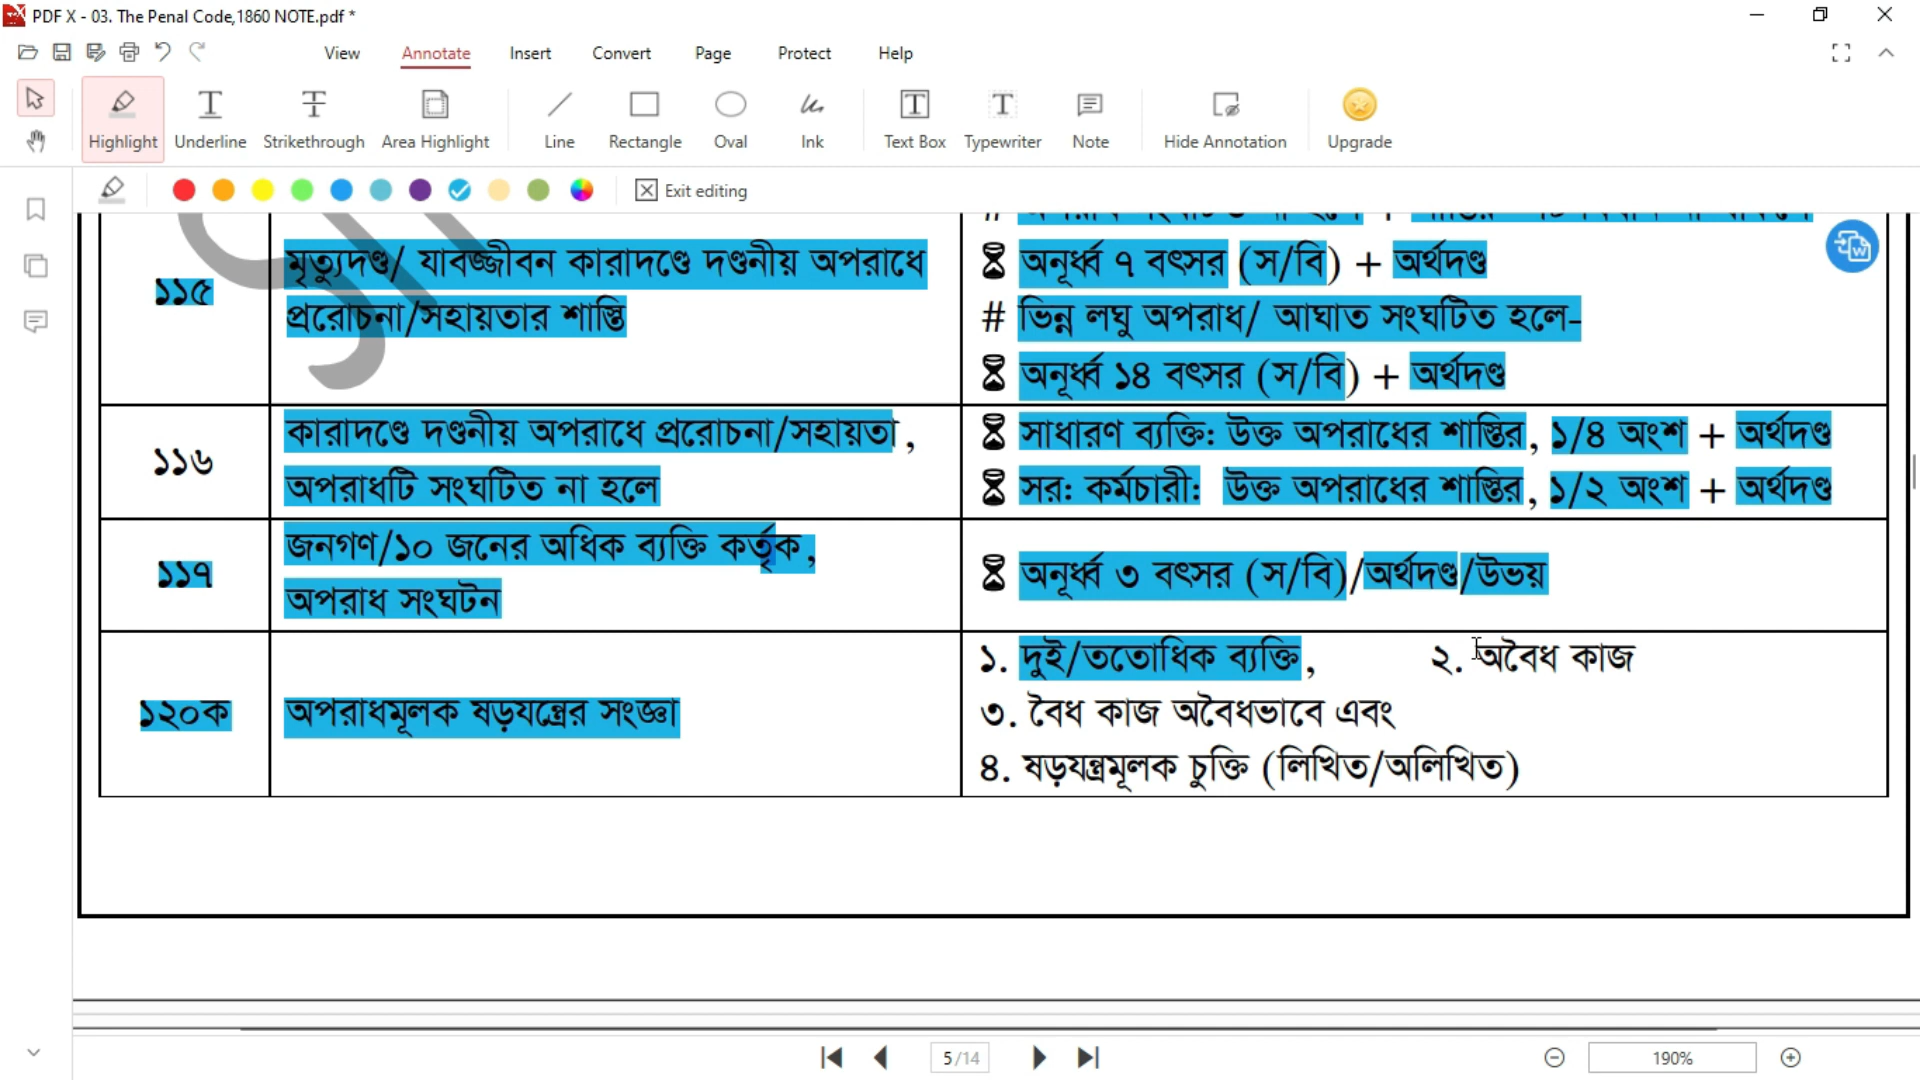 PDF X - 03. The Penal Code,1860 NOTE.pdf *
View Annotate Insert Convert Page Protect Help
Highlight Underline Strikethrough Area Highlight Line Rectangle Oval Ink Text Box Typewriter Note Hide Annotation Upgrade
Exit editing
১১৫
মৃত্যুদণ্ড/ যাবজ্জীবন কারাদণ্ডে দণ্ডনীয় অপরাধে
প্ররোচনা/সহায়তার শাস্তি
অনূর্ধ্ব ৭ বৎসর (স/বি) + অর্থদণ্ড
# ভিন্ন লঘু অপরাধ/ আঘাত সংঘটিত হলে-
অনূর্ধ্ব ১৪ বৎসর (স/বি) + অর্থদণ্ড
১১৬
কারাদণ্ডে দণ্ডনীয় অপরাধে প্ররোচনা/সহায়তা,
অপরাধটি সংঘটিত না হলে
সাধারণ ব্যক্তি: উক্ত অপরাধের শাস্তির, ১/৪ অংশ + অর্থদণ্ড
সর: কর্মচারী: উক্ত অপরাধের শাস্তির, ১/২ অংশ + অর্থদণ্ড
১১৭
জনগণ/১০ জনের অধিক ব্যক্তি কর্তৃক,
অপরাধ সংঘটন
অনূর্ধ্ব ৩ বৎসর (স/বি)/অর্থদণ্ড/উভয়
১২০ক
অপরাধমূলক ষড়যন্ত্রের সংজ্ঞা
১. দুই/ততোধিক ব্যক্তি, ২. অবৈধ কাজ
৩. বৈধ কাজ অবৈধভাবে এবং
৪. ষড়যন্ত্রমূলক চুক্তি (লিখিত/অলিখিত)
5 /14
190%